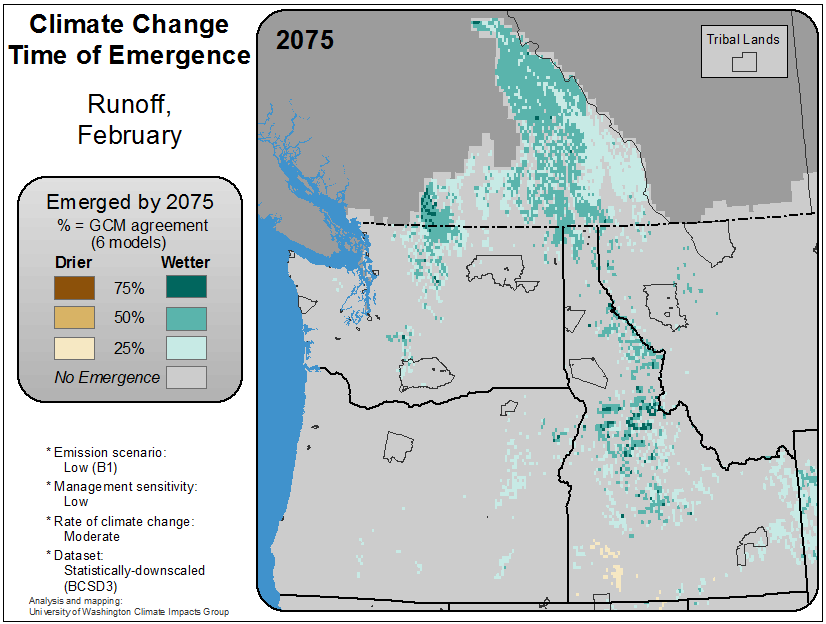 Climate Change
Time of Emergence
Runoff,
February
Emerged by 2075
% = GCM agreement
(6 models)
Drier Wetter
75%
50%
25%
No Emergence
* Emission scenario:
Low (B1)
* Management sensitivity:
Low
* Rate of climate change:
Moderate
* Dataset:
Statistically-downscaled
(BCSD3)
Analysis and mapping:
University of Washington Climate Impacts Group
2075
Tribal Lands